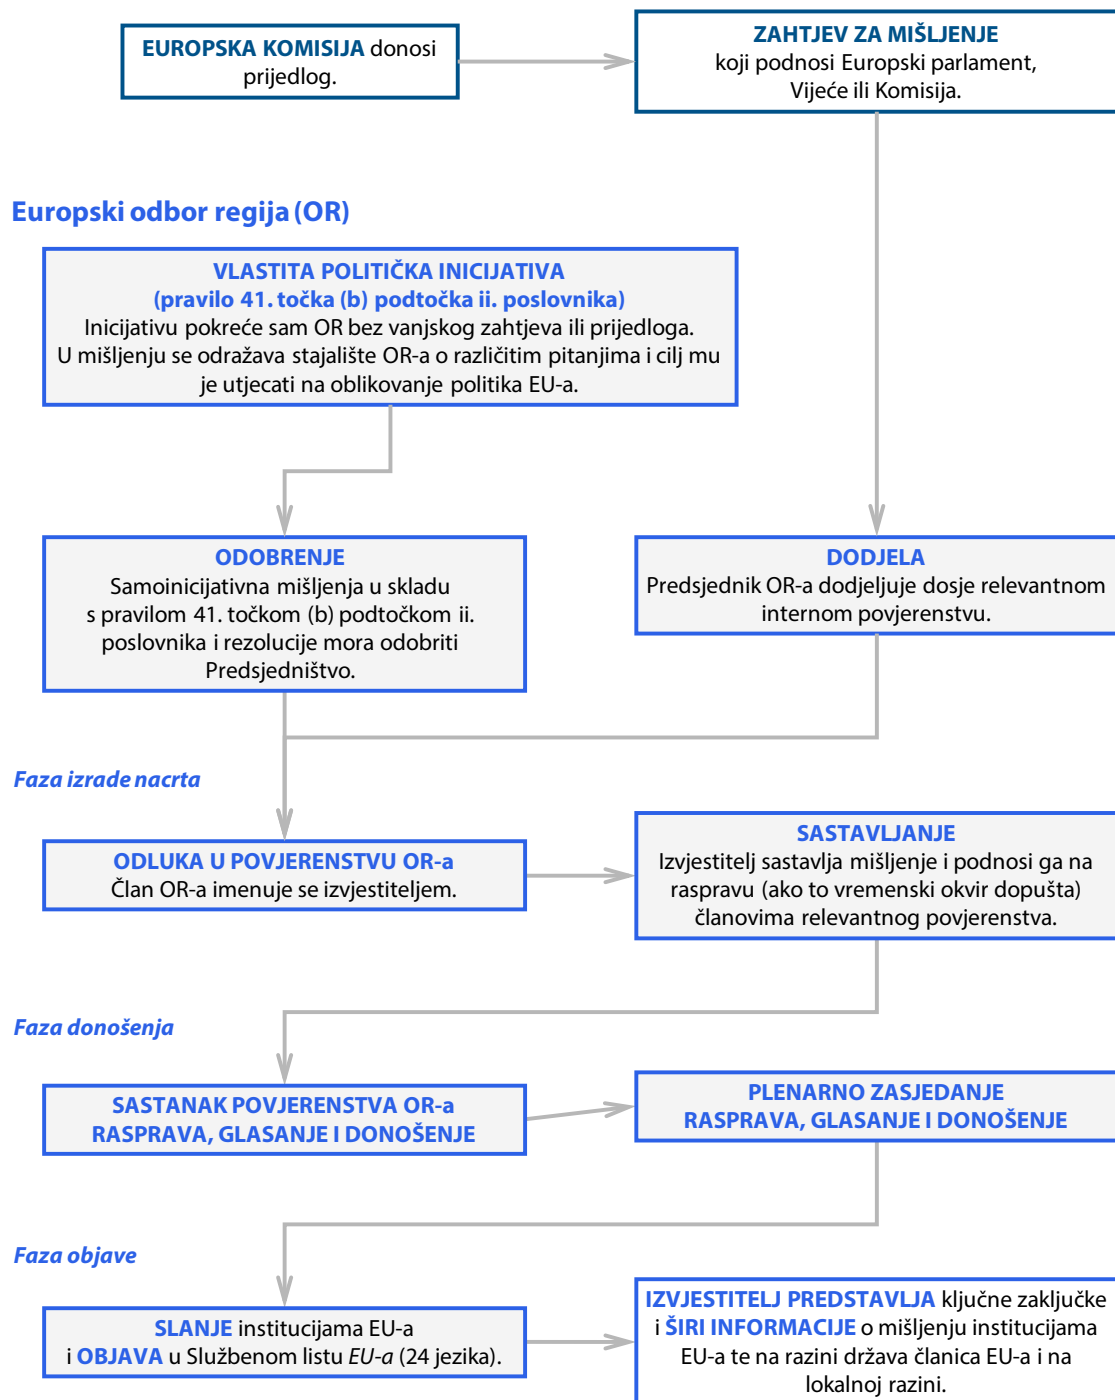 EUROPSKA KOMISIJA donosi
prijedlog.
ZAHTJEV ZA MIŠLJENJE
koji podnosi Europski parlament,
Vijeće ili Komisija.
Europski odbor regija (OR)
VLASTITA POLITIČKA INICIJATIVA
(pravilo 41. točka (b) podtočka ii. poslovnika)
Inicijativu pokreće sam OR bez vanjskog zahtjeva ili prijedloga.
U mišljenju se odražava stajalište OR-a o različitim pitanjima i cilj mu
je utjecati na oblikovanje politika EU-a.
ODOBRENJE
Samoinicijativna mišljenja u skladu
s pravilom 41. točkom (b) podtočkom ii.
poslovnika i rezolucije mora odobriti
Predsjedništvo.
DODJELA
Predsjednik OR-a dodjeljuje dosje relevantnom
internom povjerenstvu.
Faza izrade nacrta
ODLUKA U POVJERENSTVU OR-a
Član OR-a imenuje se izvjestiteljem.
SASTAVLJANJE
Izvjestitelj sastavlja mišljenje i podnosi ga na
raspravu (ako to vremenski okvir dopušta)
članovima relevantnog povjerenstva.
Faza donošenja
SASTANAK POVJERENSTVA OR-a
RASPRAVA, GLASANJE I DONOŠENJE
PLENARNO ZASJEDANJE
RASPRAVA, GLASANJE I DONOŠENJE
Faza objave
SLANJE institucijama EU-a
i OBJAVA u Službenom listu EU-a (24 jezika).
IZVJESTITELJ PREDSTAVLJA ključne zaključke
i ŠIRI INFORMACIJE o mišljenju institucijama
EU-a te na razini država članica EU-a i na
lokalnoj razini.